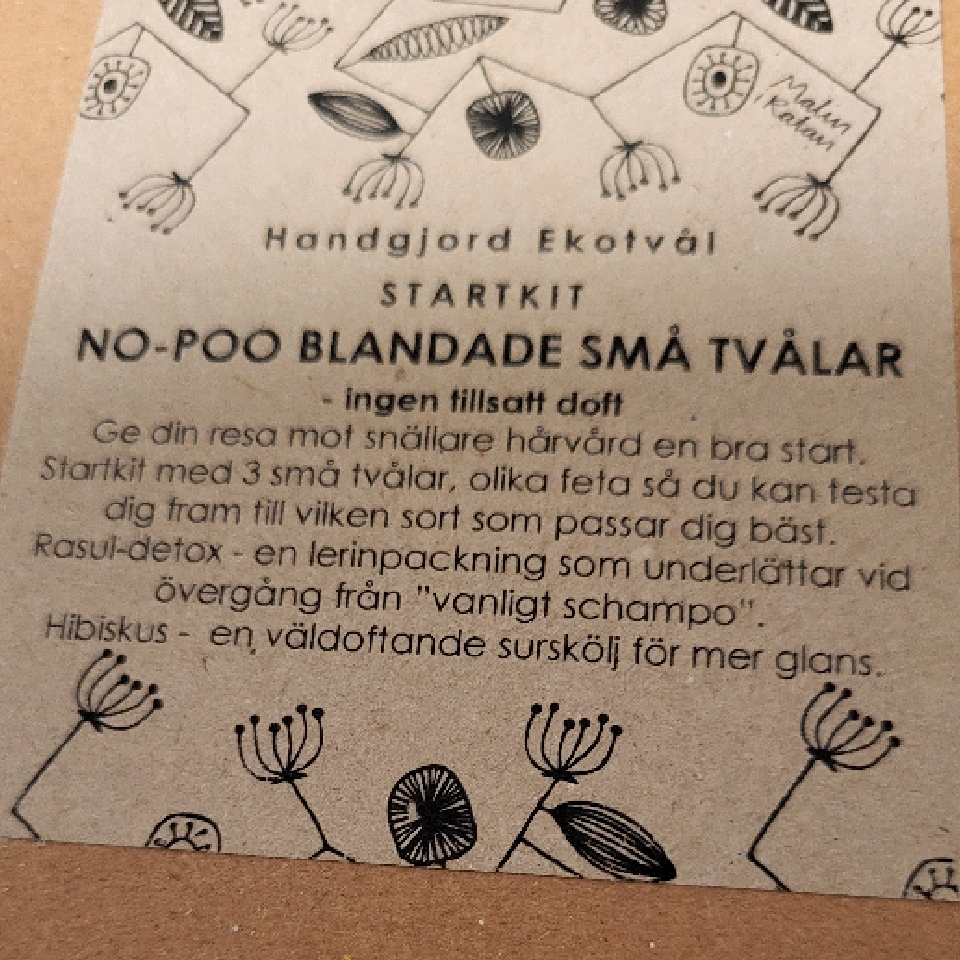 Malin
Ratan
Handgjord Ekotvål
STARTKIT
NO-POO BLANDADE SMÅ TVÅLAR
- ingen tillsatt doft
Ge din resa mot snällare hårvård en bra start.
Startkit med 3 små tvålar, olika feta så du kan testa
dig fram till vilken sort som passar dig bäst.
Rasul-detox - en lerinpackning som underlättar vid
övergång från "vanligt schampo".
Hibiskus - en väldoftande surskölj för mer glans.